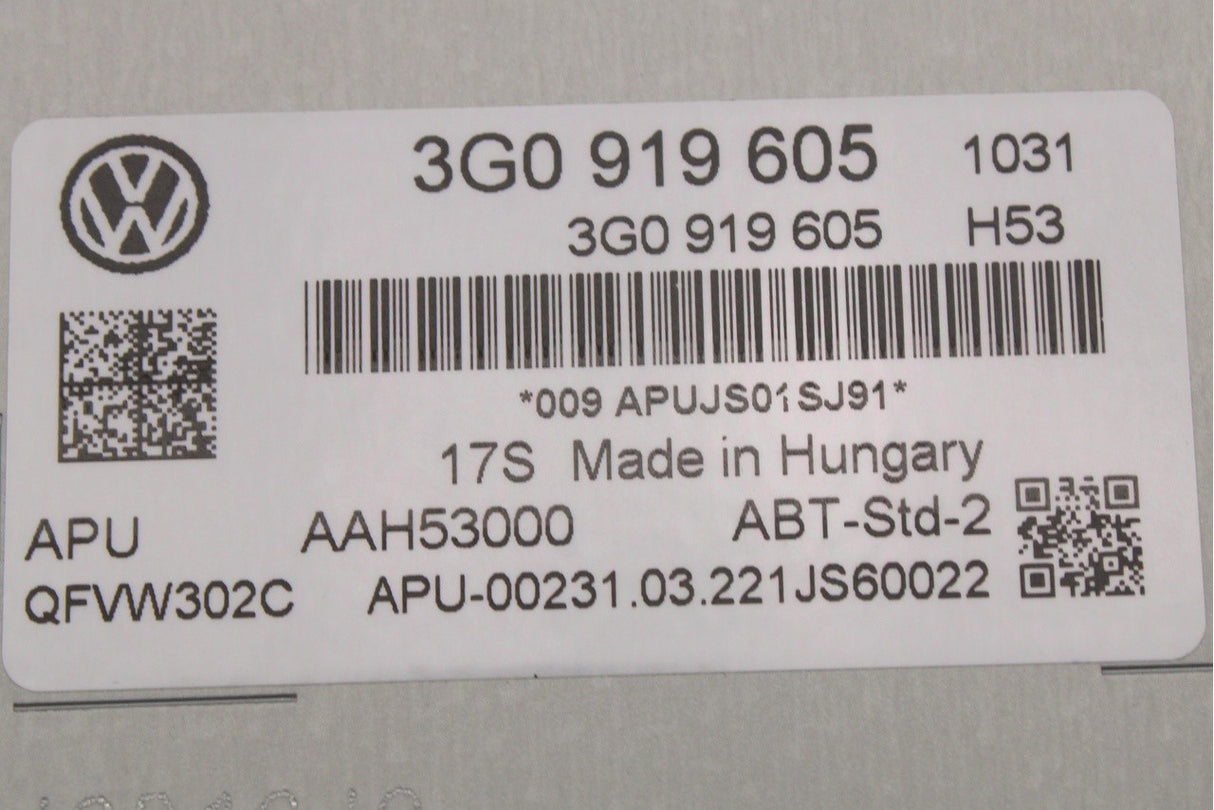 3G0 919 605 1031
3G0 919 605 H53
*009 APUJS01SJ91*
17S Made in Hungary
APU AAH53000 ABT-Std-2
QFVW302C APU-00231.03.221JS60022